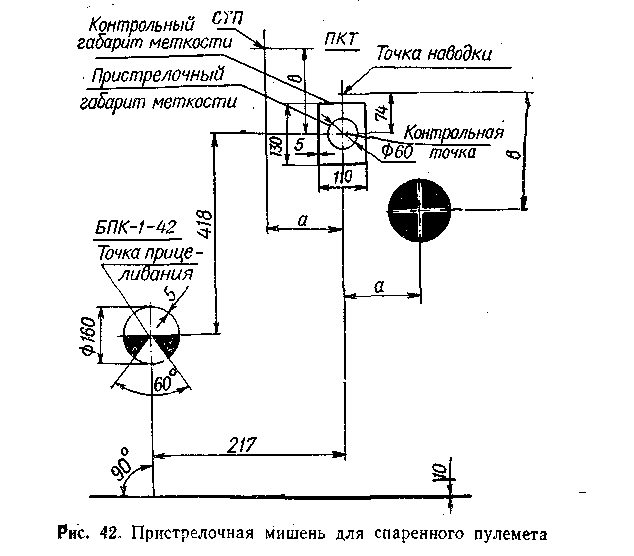 Контрольный
габарит меткости
СТП
ПКТ
Точка наводки
Пристрелочный
габарит меткости
в
74
в
130
5
Ф60
Контрольная
точка
110
418
а
БПК-1-42
Точка прице-
ливания
а
5
Ф160
60°
217
90°
10
Рис. 42. Пристрелочная мишень для спаренного пулемета